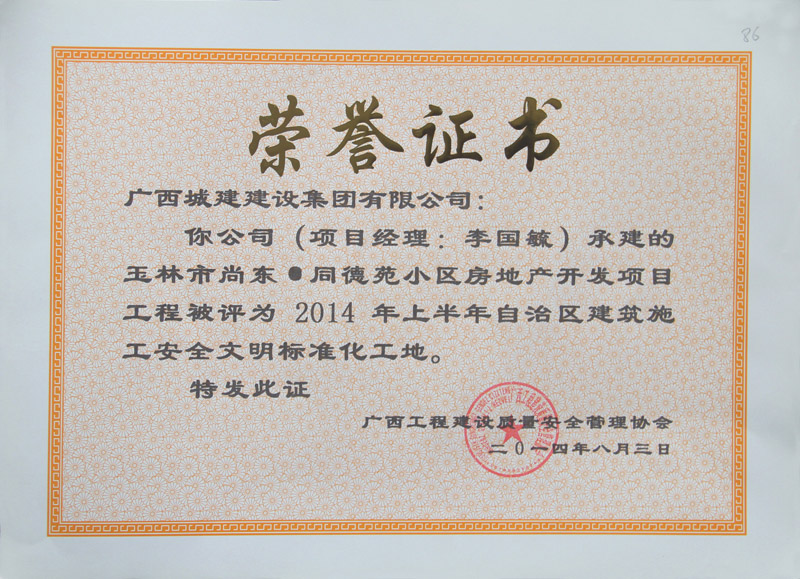 86
荣誉证书
广西城建建设集团有限公司：
你公司（项目经理：李国毓）承建的
玉林市尚东●同德苑小区房地产开发项目
工程被评为 2014 年上半年自治区建筑施
工安全文明标准化工地。
特发此证
广西工程建设质量安全管理协会
二〇一四年八月三日